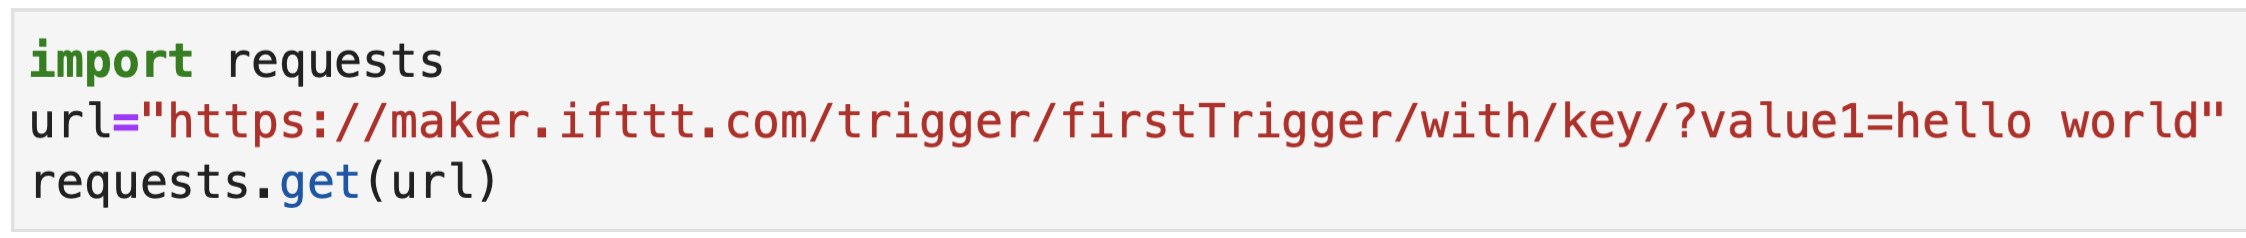 import requests
url="https://maker.ifttt.com/trigger/firstTrigger/with/key/?value1=hello world"
requests.get(url)